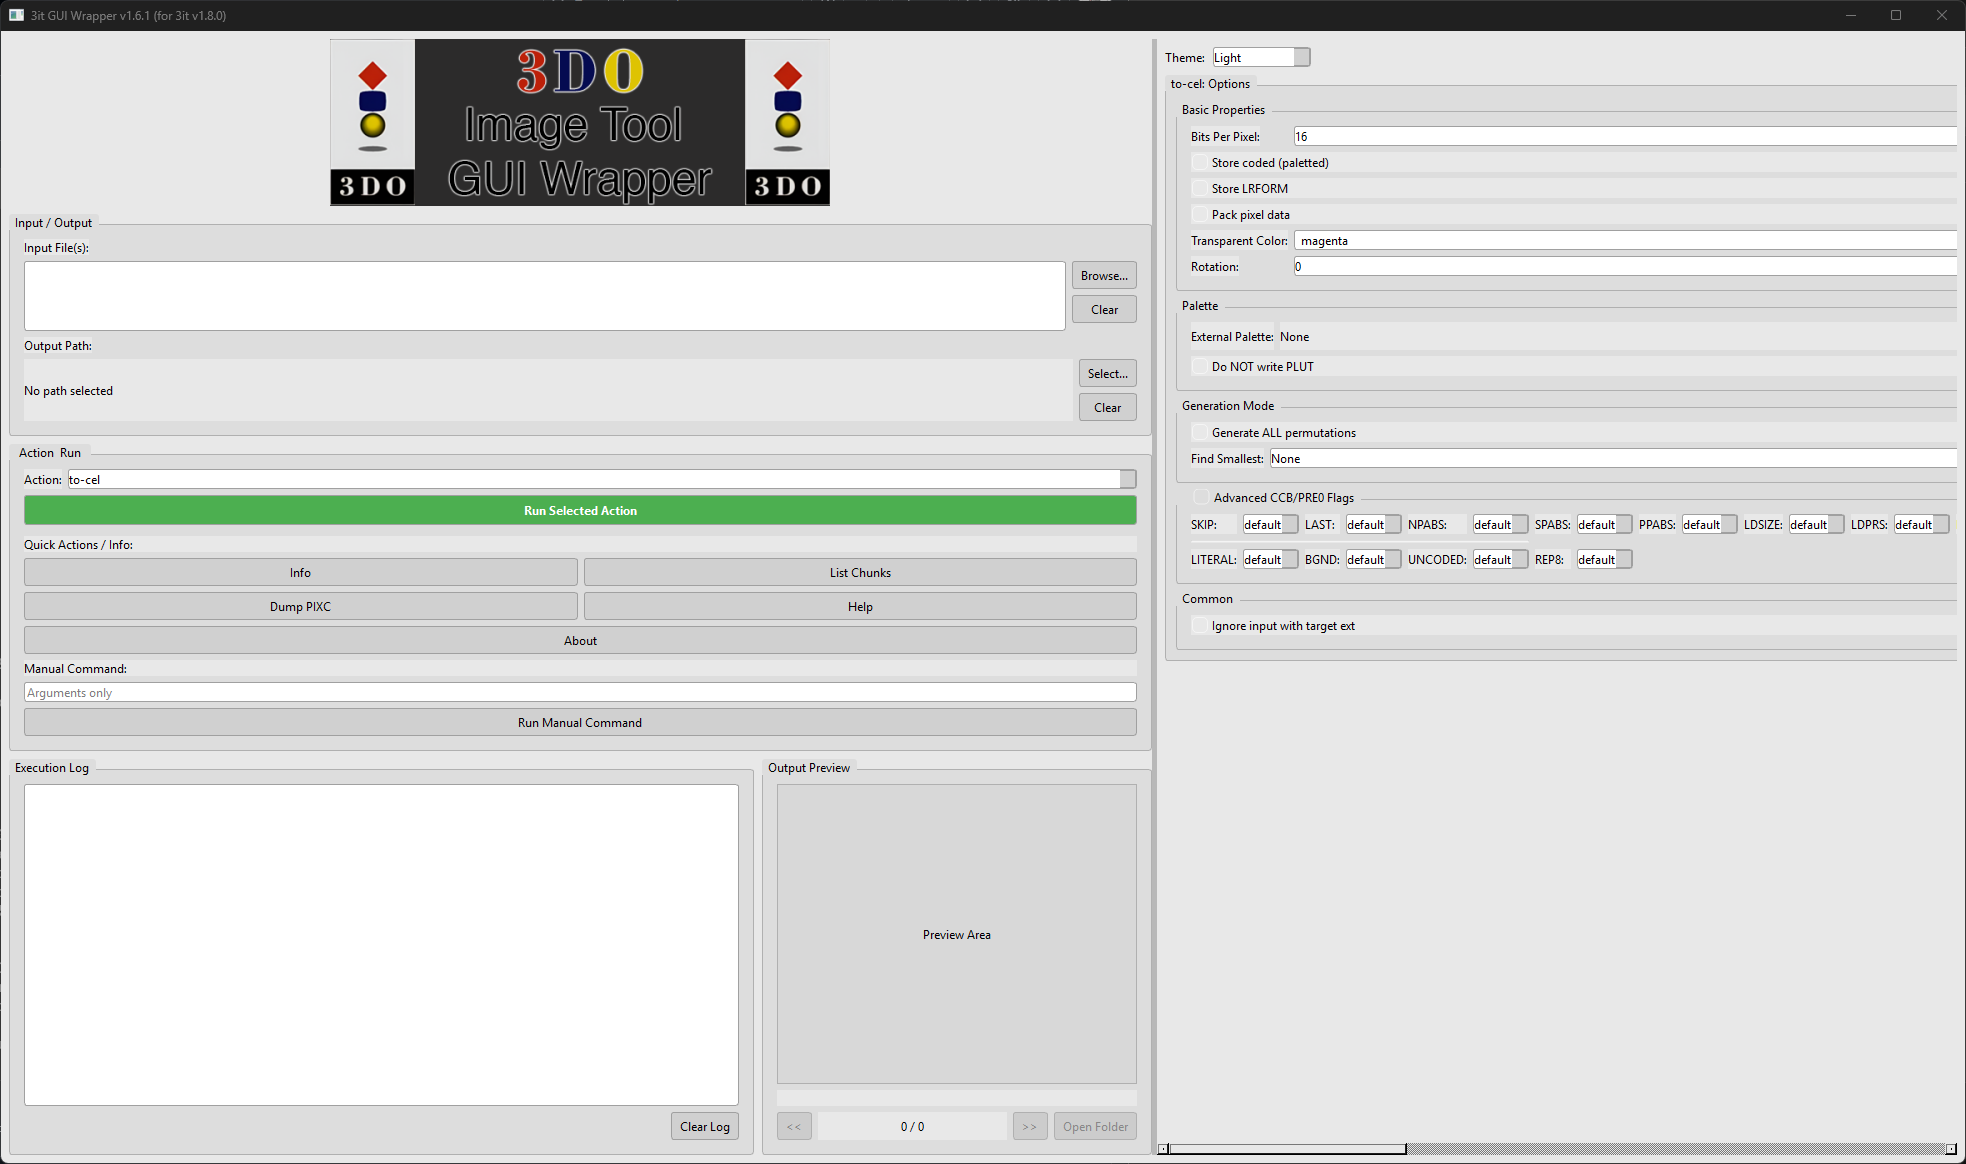 3it GUI Wrapper v1.6.1 (for 3it v1.8.0)
3DO
Image Tool
GUI Wrapper
3DO
3DO
Input / Output
Input File(s):
Browse...
Clear
Output Path:
No path selected
Select...
Clear
Action Run
Action: to-cel
Run Selected Action
Quick Actions / Info:
Info
List Chunks
Dump PIXC
Help
About
Manual Command:
Arguments only
Run Manual Command
Execution Log
Clear Log
Output Preview
Preview Area
<<
0 / 0
>>
Open Folder
Theme: Light
to-cel: Options
Basic Properties
Bits Per Pixel: 16
Store coded (paletted)
Store LRFORM
Pack pixel data
Transparent Color: magenta
Rotation: 0
Palette
External Palette: None
Do NOT write PLUT
Generation Mode
Generate ALL permutations
Find Smallest: None
Advanced CCB/PRE0 Flags
SKIP: default LAST: default NPABS: default SPABS: default PPABS: default LDSIZE: default LDPRS: default
LITERAL: default BGND: default UNCODED: default REP8: default
Common
Ignore input with target ext